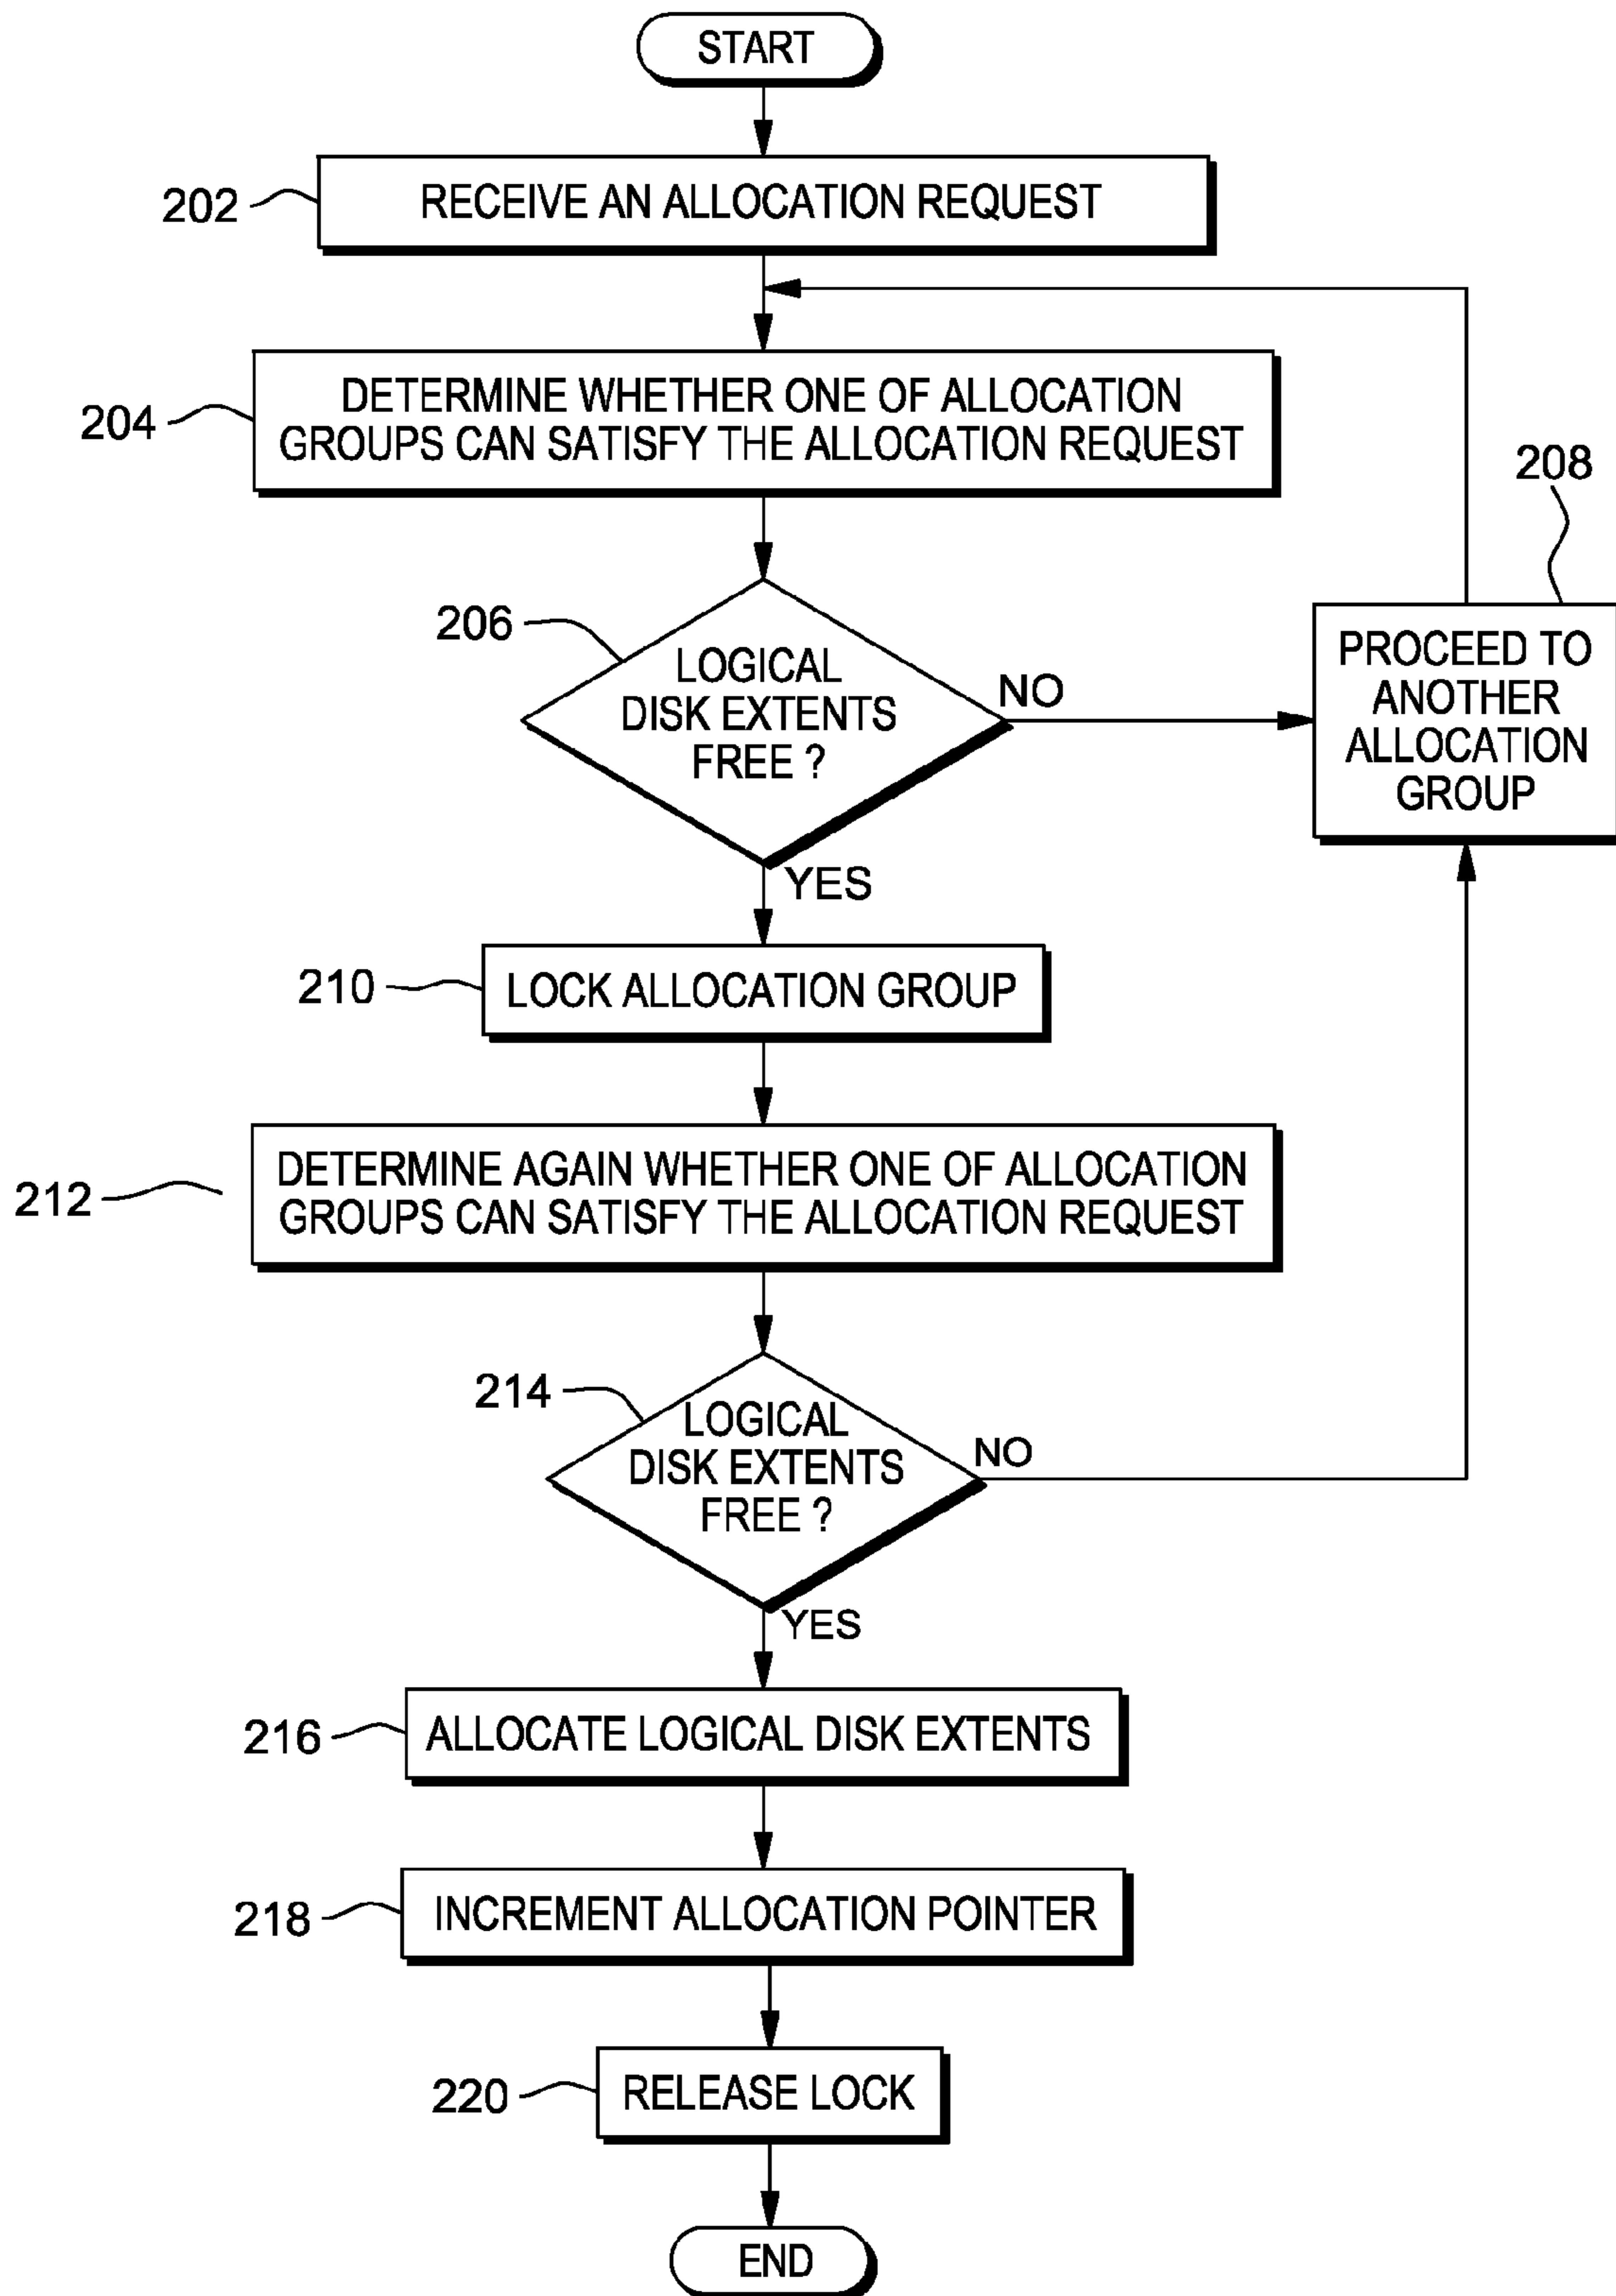 START
202
RECEIVE AN ALLOCATION REQUEST
204
DETERMINE WHETHER ONE OF ALLOCATION
GROUPS CAN SATISFY THE ALLOCATION REQUEST
206
LOGICAL
DISK EXTENTS
FREE ?
NO
YES
208
PROCEED TO
ANOTHER
ALLOCATION
GROUP
210
LOCK ALLOCATION GROUP
212
DETERMINE AGAIN WHETHER ONE OF ALLOCATION
GROUPS CAN SATISFY THE ALLOCATION REQUEST
214
LOGICAL
DISK EXTENTS
FREE ?
NO
YES
216
ALLOCATE LOGICAL DISK EXTENTS
218
INCREMENT ALLOCATION POINTER
220
RELEASE LOCK
END